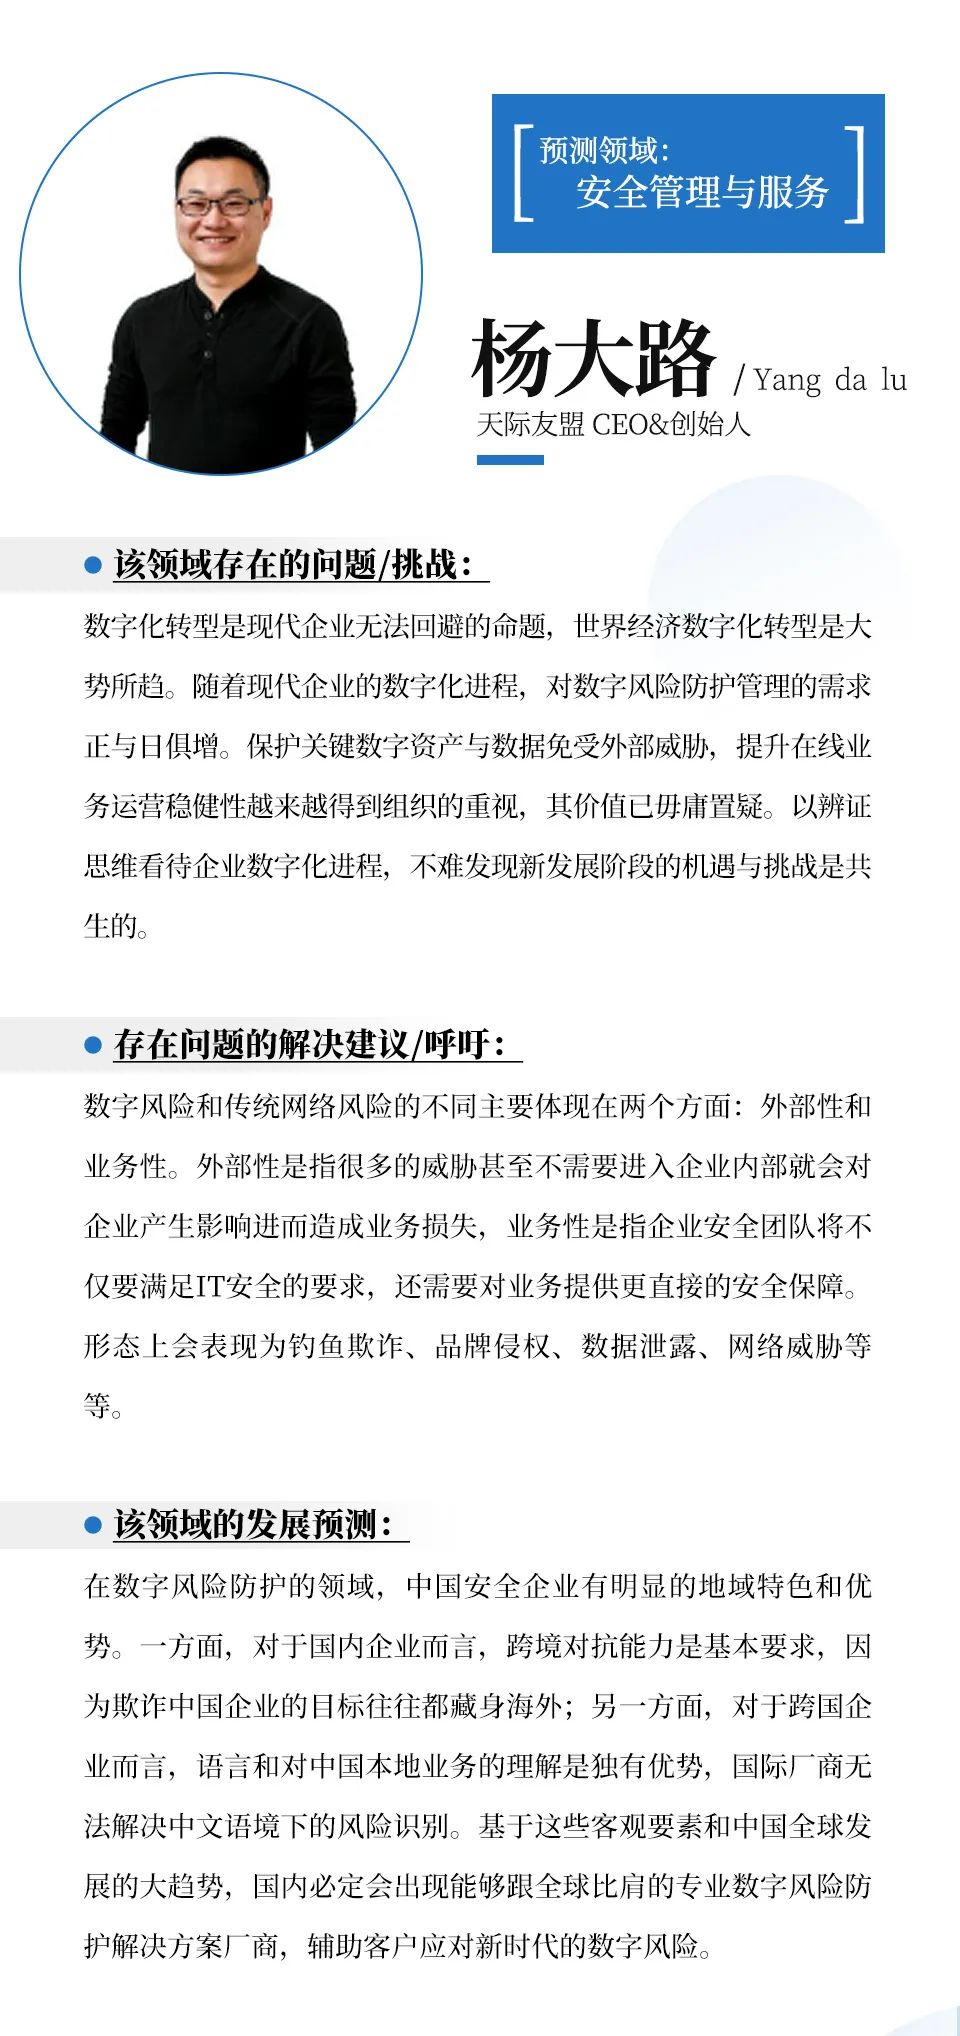 预测领域：
安全管理与服务
杨大路 / Yang da lu
天际友盟 CEO&创始人
该领域存在的问题/挑战：
数字化转型是现代企业无法回避的命题，世界经济数字化转型是大
势所趋。随着现代企业的数字化进程，对数字风险防护管理的需求
正与日俱增。保护关键数字资产与数据免受外部威胁，提升在线业
务运营稳健性越来越得到组织的重视，其价值已毋庸置疑。以辨证
思维看待企业数字化进程，不难发现新发展阶段的机遇与挑战是共
生的。
存在问题的解决建议/呼吁：
数字风险和传统网络风险的不同主要体现在两个方面：外部性和
业务性。外部性是指很多的威胁甚至不需要进入企业内部就会对
企业产生影响进而造成业务损失，业务性是指企业安全团队将不
仅要满足IT安全的要求，还需要对业务提供更直接的安全保障。
形态上会表现为钓鱼欺诈、品牌侵权、数据泄露、网络威胁等
等。
该领域的发展预测：
在数字风险防护的领域，中国安全企业有明显的地域特色和优
势。一方面，对于国内企业而言，跨境对抗能力是基本要求，因
为欺诈中国企业的目标往往都藏身海外；另一方面，对于跨国企
业而言，语言和对中国本地业务的理解是独有优势，国际厂商无
法解决中文语境下的风险识别。基于这些客观要素和中国全球发
展的大趋势，国内必定会出现能够跟全球比肩的专业数字风险防
护解决方案厂商，辅助客户应对新时代的数字风险。